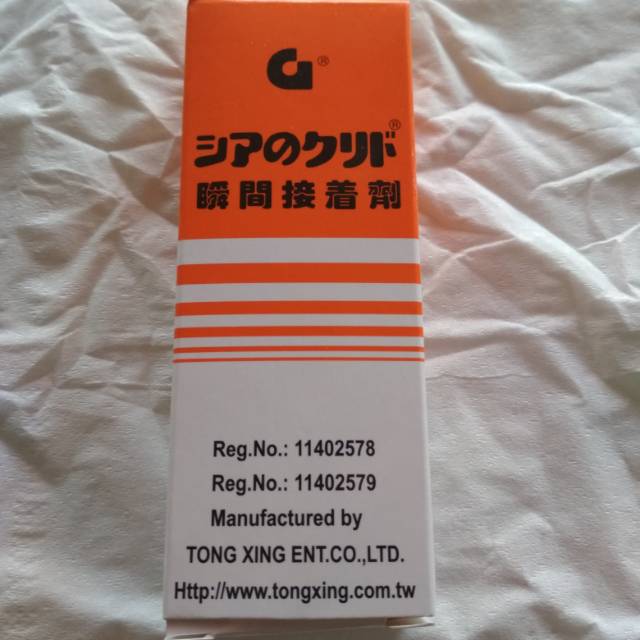 ®
シアのクリド®
瞬間接着劑
Reg.No.: 11402578
Reg.No.: 11402579
Manufactured by
TONG XING ENT.CO.,LTD.
Http://www.tongxing.com.tw